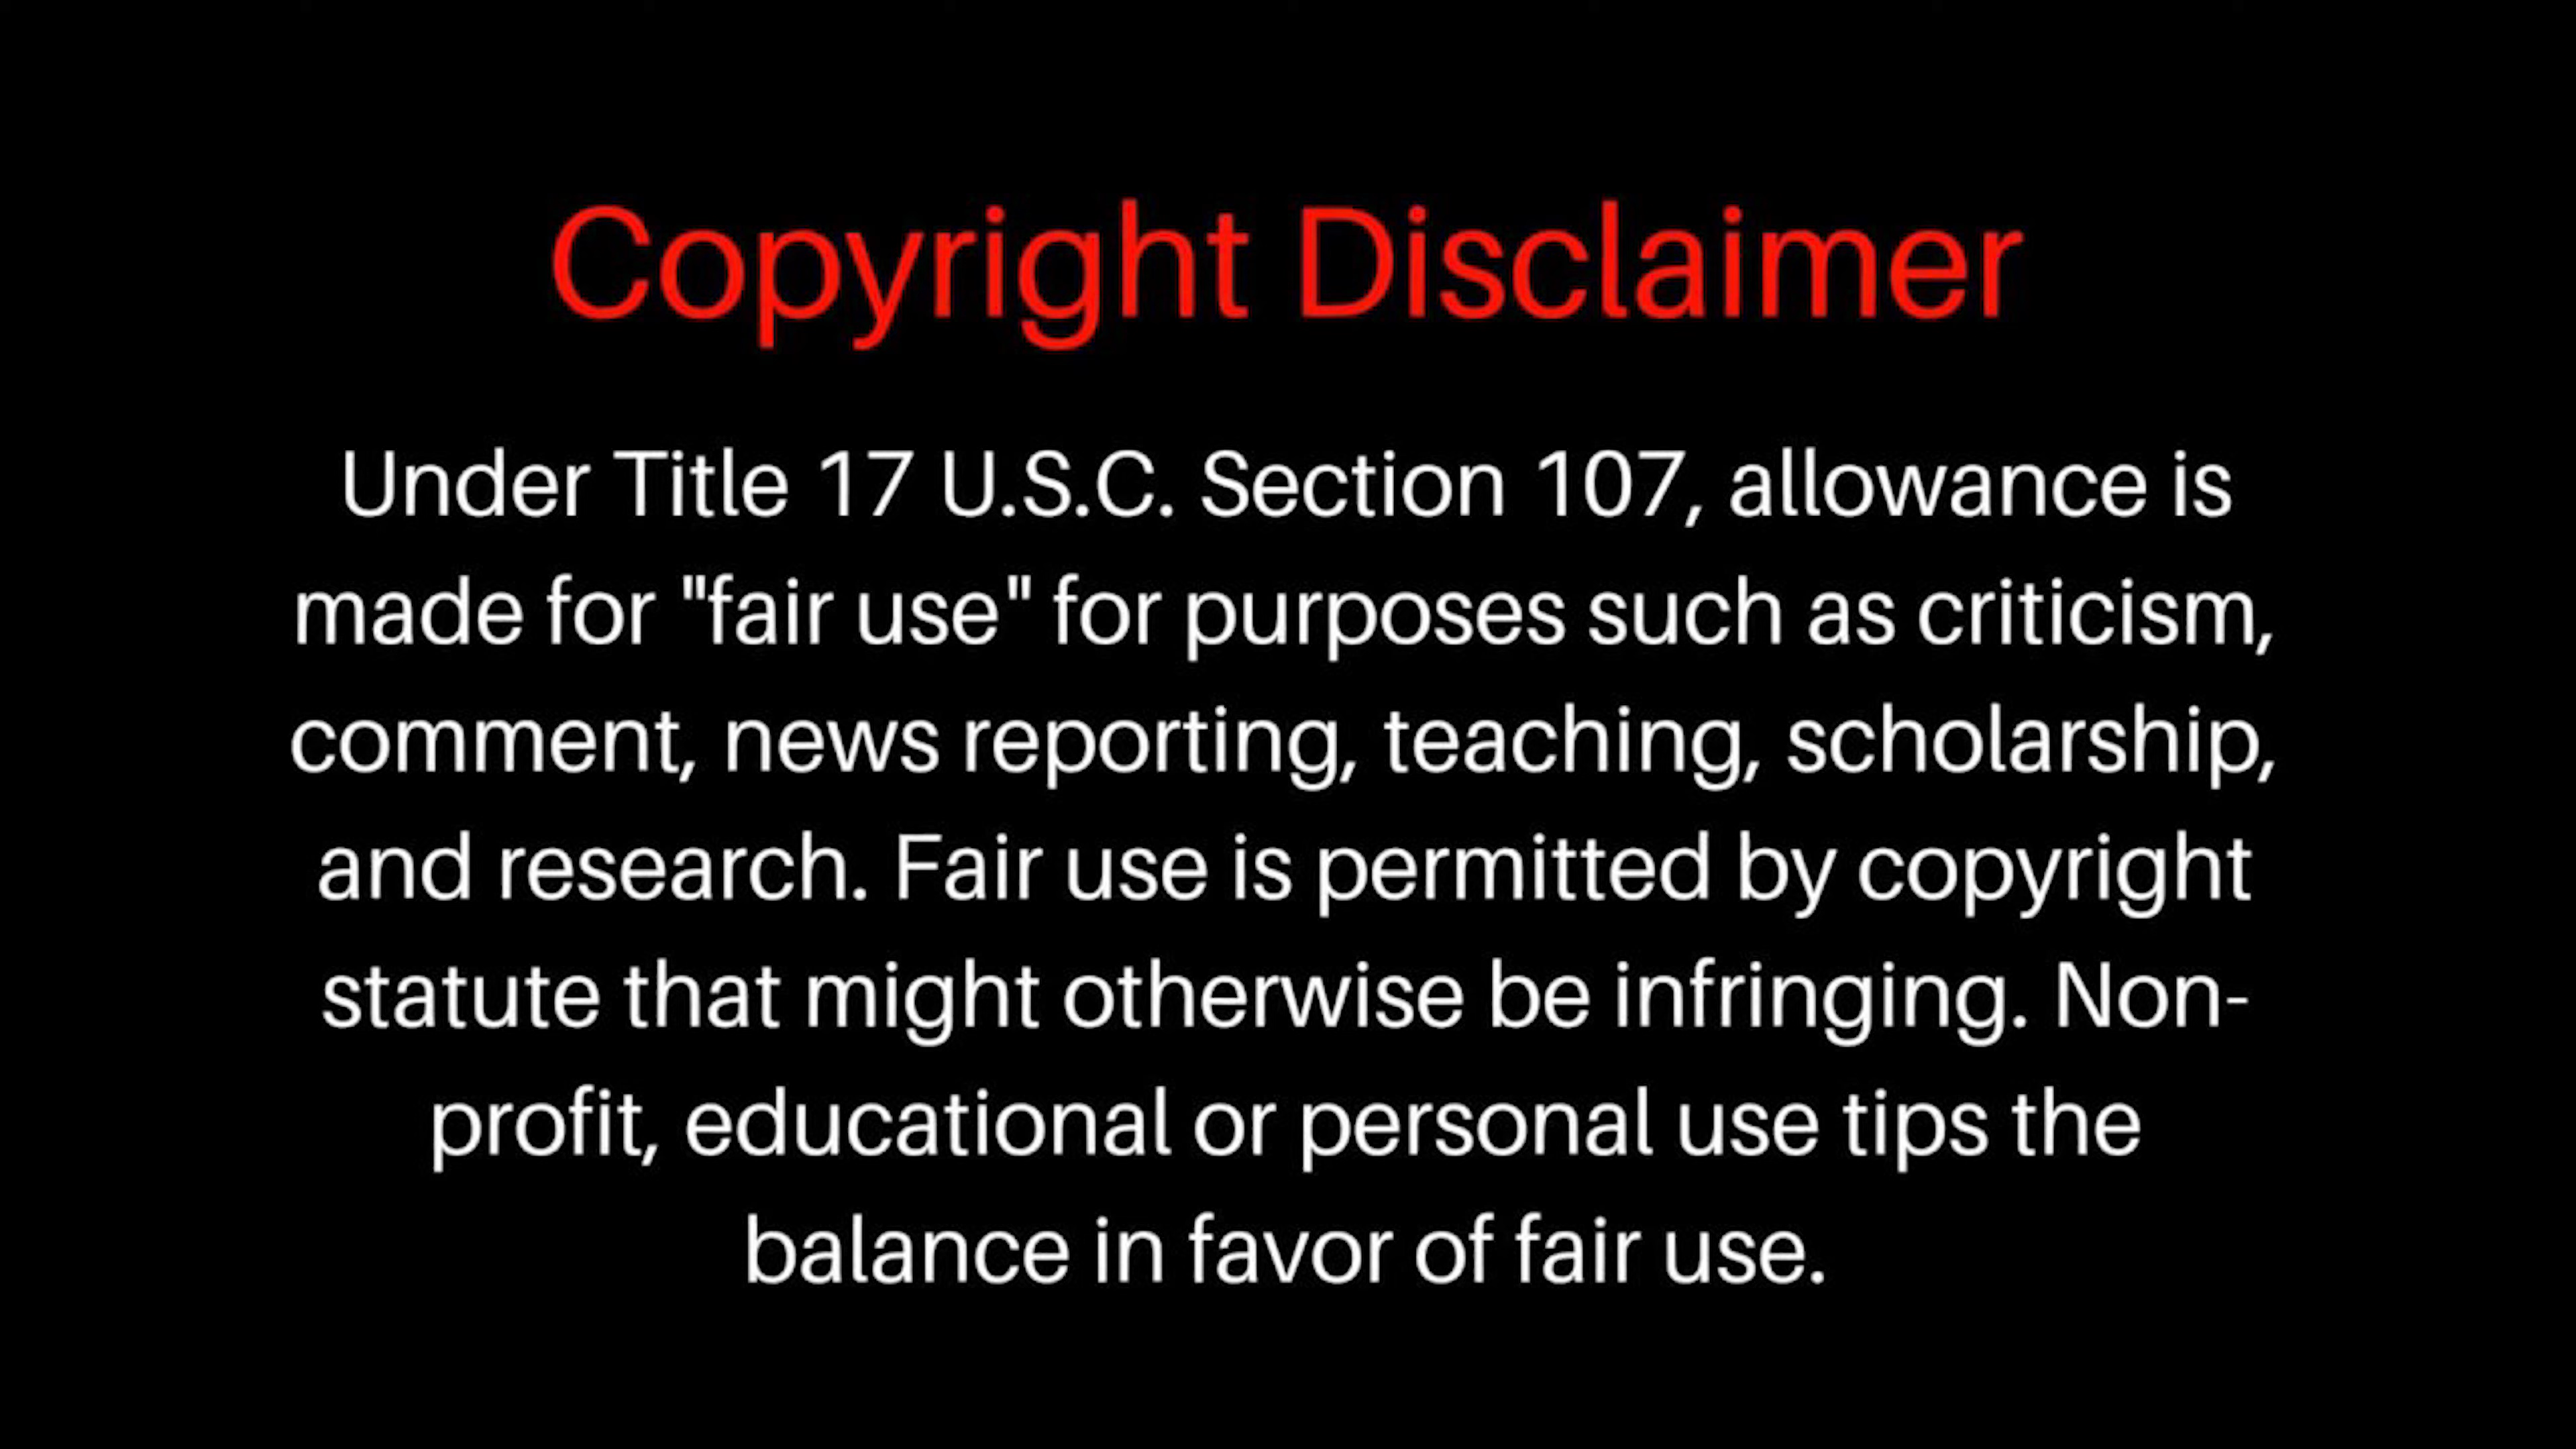 Copyright Disclaimer
Under Title 17 U.S.C. Section 107, allowance is
made for "fair use" for purposes such as criticism,
comment, news reporting, teaching, scholarship,
and research. Fair use is permitted by copyright
statute that might otherwise be infringing. Non-
profit, educational or personal use tips the
balance in favor of fair use.